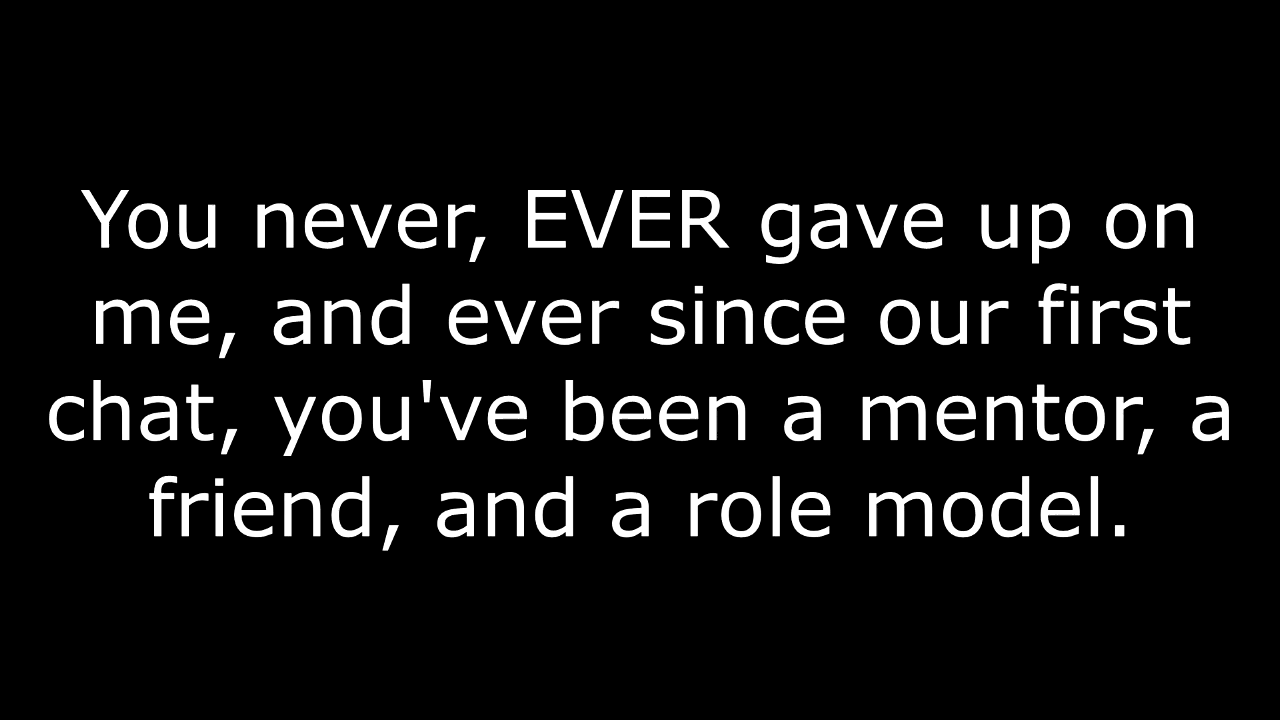 You never, EVER gave up on
me, and ever since our first
chat, you've been a mentor, a
friend, and a role model.